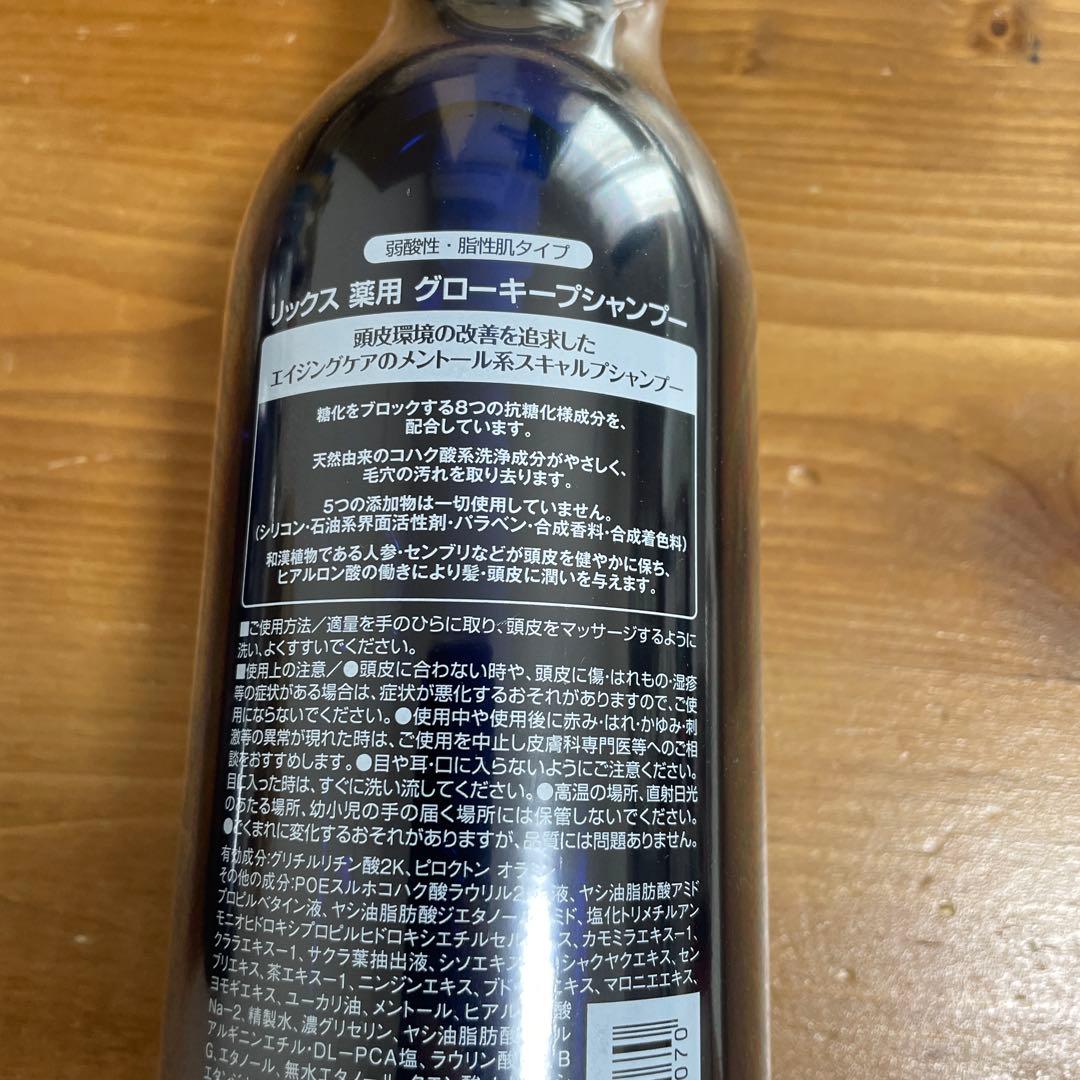 弱酸性・脂性肌タイプ
リックス 薬用 グローキープシャンプー
頭皮環境の改善を追求した
エイジングケアのメントール系スキャルプシャンプー
糖化をブロックする8つの抗糖化様成分を、
配合しています。
天然由来のコハク酸系洗浄成分がやさしく、
毛穴の汚れを取り去ります。
5つの添加物は一切使用していません。
(シリコン・石油系界面活性剤・パラベン・合成香料・合成着色料)
和漢植物である人参・センブリなどが頭皮を健やかに保ち、
ヒアルロン酸の働きにより髪・頭皮に潤いを与えます。
■ご使用方法/適量を手のひらに取り、頭皮をマッサージするように
洗い、よくすすいでください。
■使用上の注意/●頭皮に合わない時や、頭皮に傷・はれもの・湿疹
等の症状がある場合は、症状が悪化するおそれがありますので、ご使
用にならないでください。●使用中や使用後に赤み・はれ・かゆみ・刺
激等の異常が現れた時は、ご使用を中止し皮膚科専門医等へのご相
談をおすすめします。●目や耳・口に入らないようにご注意ください。
目に入った時は、すぐに洗い流してください。●高温の場所、直射日光
のあたる場所、幼小児の手の届く場所には保管しないでください。
●ごくまれに変化するおそれがありますが、品質には問題ありません。
有効成分:グリチルリチン酸2K、ピロクトン オラ
その他の成分:POEスルホコハク酸ラウリル2 液、ヤシ油脂肪酸アミド
プロピルベタイン液、ヤシ油脂肪酸ジエタノー ミド、塩化トリメチルアン
モニオヒドロキシプロピルヒドロキシエチルセル ス、カモミラエキス-1、
クララエキス-1、サクラ葉抽出液、シソエキス シャクヤクエキス、セン
ブリエキス、茶エキス-1、ニンジンエキス、ブド エキス、マロニエエキス、
ヨモギエキス、ユーカリ油、メントール、ヒアル 酸
Na-2、精製水、濃グリセリン、ヤシ油脂肪酸 ル
アルギニンエチル・DL-PCA塩、ラウリン酸 B
G、エタノール、無水エタノール、クエン酸
070